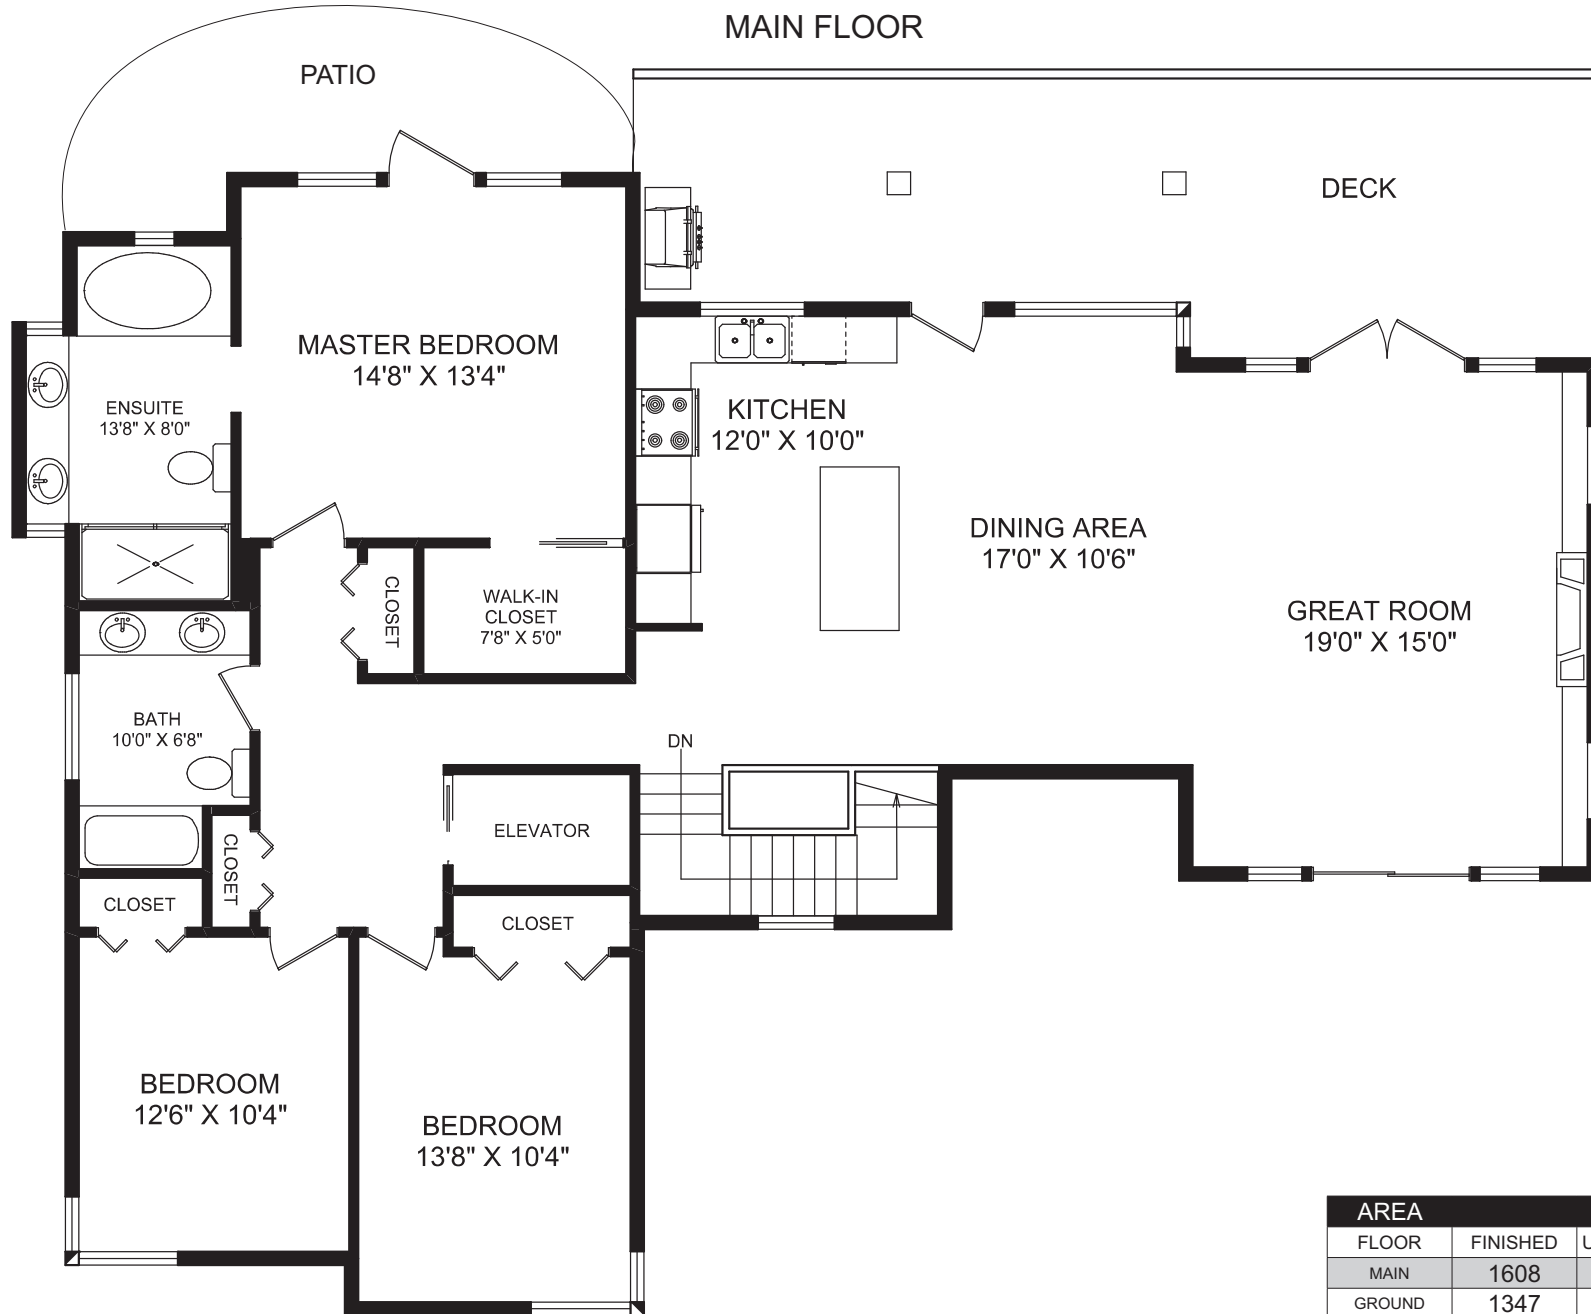 MAIN FLOOR
PATIO
DECK
MASTER BEDROOM
14'8" X 13'4"
ENSUITE
13'8" X 8'0"
KITCHEN
12'0" X 10'0"
DINING AREA
17'0" X 10'6"
GREAT ROOM
19'0" X 15'0"
CLOSET
WALK-IN
CLOSET
7'8" X 5'0"
BATH
10'0" X 6'8"
DN
ELEVATOR
CLOSET
CLOSET
CLOSET
BEDROOM
12'6" X 10'4"
BEDROOM
13'8" X 10'4"
AREA
FLOOR FINISHED U
MAIN 1608
GROUND 1347